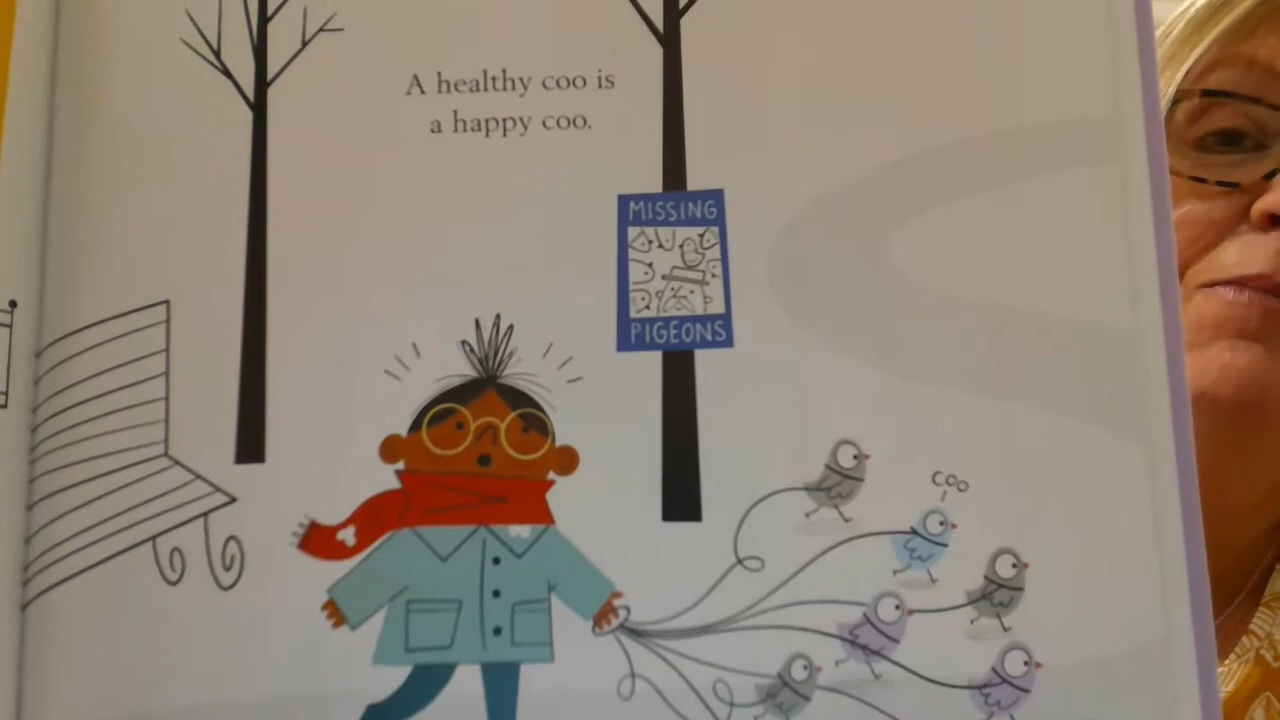 A healthy coo is
a happy coo.
MISSING
PIGEONS
COO